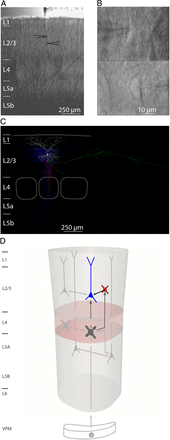 A
B
L1
L2/3
L4
L5a
L5b
250 µm
10 µm
C
L1
L2/3
L4
L5a
L5b
250 µm
D
L1
L2/3
L4
L5A
L5B
L6
VPM